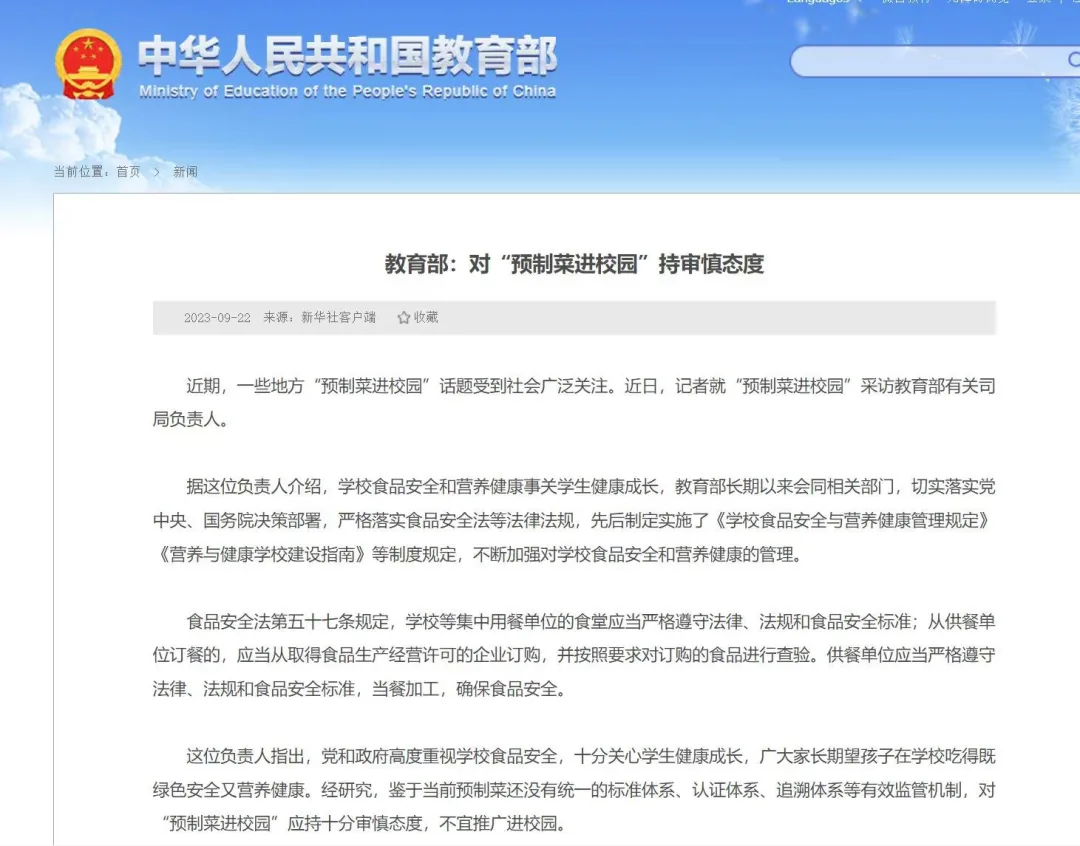 中华人民共和国教育部
Ministry of Education of the People's Republic of China
当前位置：首页 > 新闻
教育部：对“预制菜进校园”持审慎态度
2023-09-22 来源：新华社客户端 收藏
近期，一些地方“预制菜进校园”话题受到社会广泛关注。近日，记者就“预制菜进校园”采访教育部有关司
局负责人。
据这位负责人介绍，学校食品安全和营养健康事关学生健康成长，教育部长期以来会同相关部门，切实落实党
中央、国务院决策部署，严格落实食品安全法等法律法规，先后制定实施了《学校食品安全与营养健康管理规定》
《营养与健康学校建设指南》等制度规定，不断加强对学校食品安全和营养健康的管理。
食品安全法第五十七条规定，学校等集中用餐单位的食堂应当严格遵守法律、法规和食品安全标准；从供餐单
位订餐的，应当从取得食品生产经营许可的企业订购，并按照要求对订购的食品进行查验。供餐单位应当严格遵守
法律、法规和食品安全标准，当餐加工，确保食品安全。
这位负责人指出，党和政府高度重视学校食品安全，十分关心学生健康成长，广大家长期望孩子在学校吃得既
绿色安全又营养健康。经研究，鉴于当前预制菜还没有统一的标准体系、认证体系、追溯体系等有效监管机制，对
“预制菜进校园”应持十分审慎态度，不宜推广进校园。